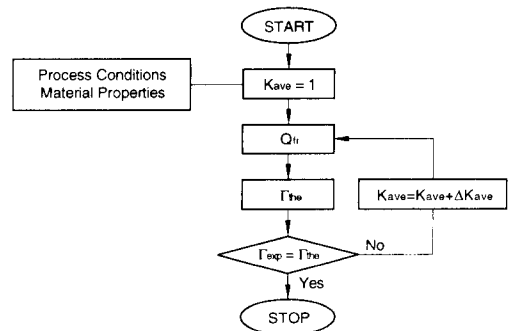 START
Process Conditions
Material Properties
Kave = 1
Qfr
Γthe
Kave=Kave+ΔKave
Γexp = Γthe
No
Yes
STOP